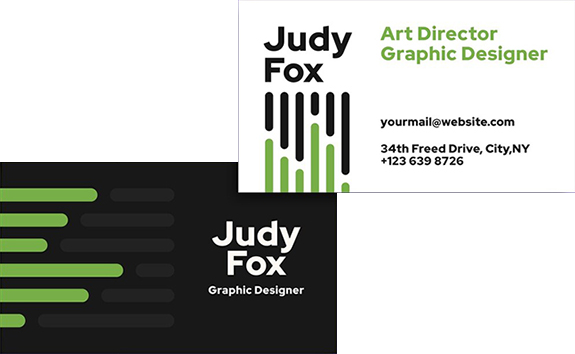 Judy
Fox
Art Director
Graphic Designer
yourmail@website.com
34th Freed Drive, City,NY
+123 639 8726
Judy
Fox
Graphic Designer